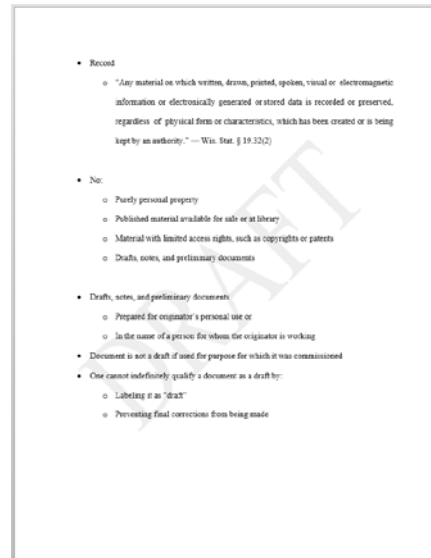 • Record
o "Any material on which written, drawn, printed, spoken, visual or electromagnetic
information or electronically generated or stored data is recorded or preserved,
regardless of physical form or characteristics, which has been created or is being
kept by an authority." — Wis. Stat. § 19.32(2)
• No:
o Purely personal property
o Published material available for sale or at library
o Material with limited access rights, such as copyrights or patents
o Drafts, notes, and preliminary documents
• Drafts, notes, and preliminary documents
o Prepared for originator's personal use or
o In the name of a person for whom the originator is working
• Document is not a draft if used for purpose for which it was commissioned
• One cannot indefinitely qualify a document as a draft by:
o Labeling it as "draft"
o Preventing final corrections from being made
DRAFT